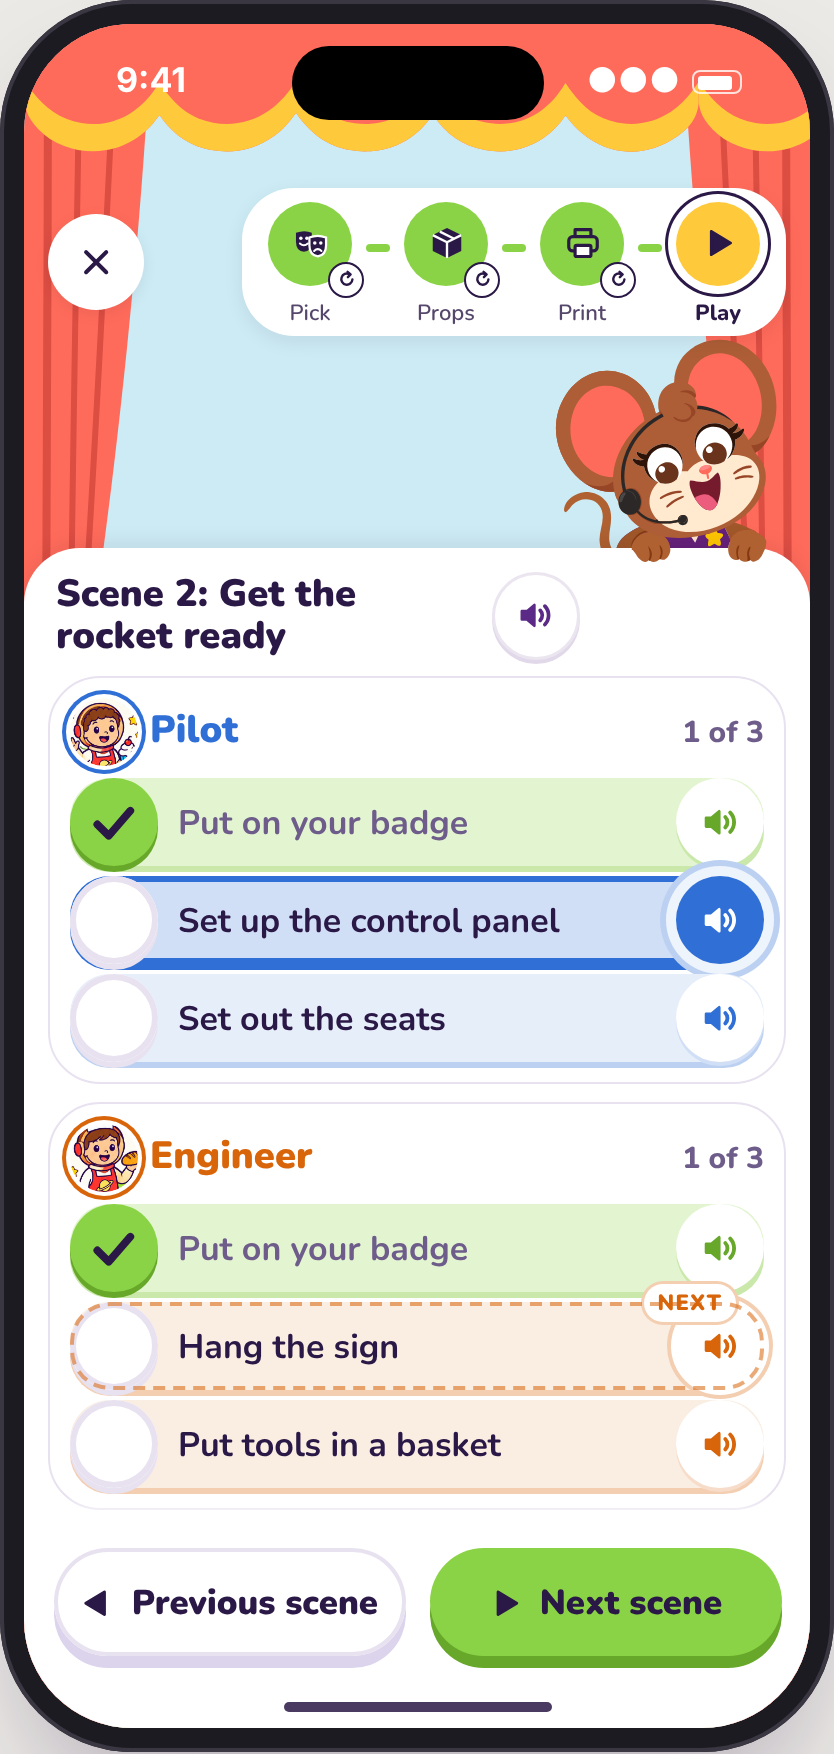 9:41
Pick
Props
Print
Play
Scene 2: Get the
rocket ready
Pilot
1 of 3
Put on your badge
Set up the control panel
Set out the seats
Engineer
1 of 3
Put on your badge
NEXT
Hang the sign
Put tools in a basket
Previous scene
Next scene